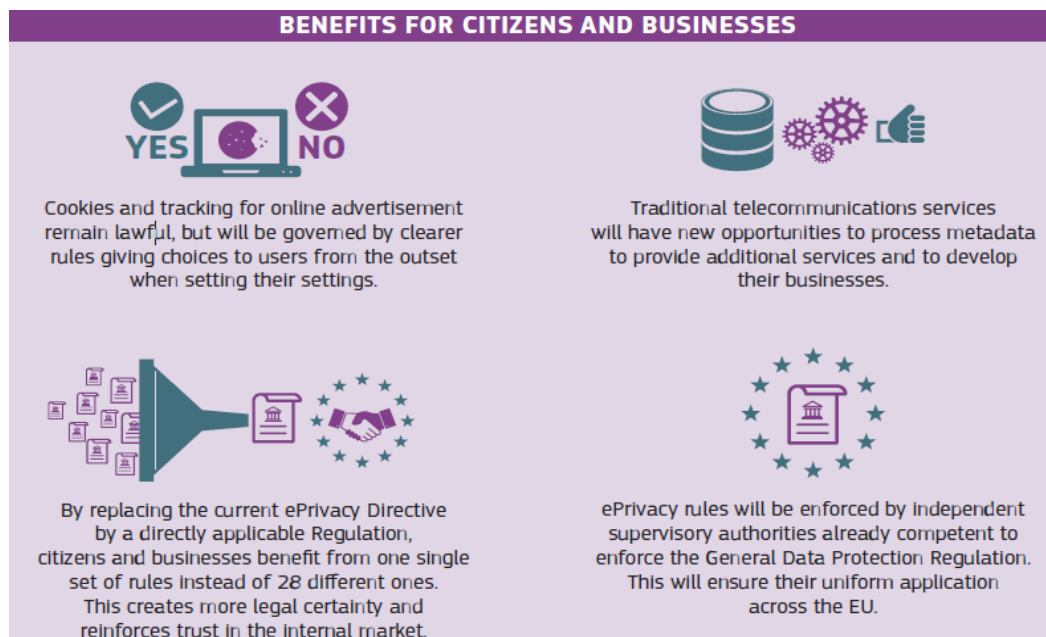 BENEFITS FOR CITIZENS AND BUSINESSES
YES
NO
Cookies and tracking for online advertisement
remain lawful, but will be governed by clearer
rules giving choices to users from the outset
when setting their settings.
Traditional telecommunications services
will have new opportunities to process metadata
to provide additional services and to develop
their businesses.
By replacing the current ePrivacy Directive
by a directly applicable Regulation,
citizens and businesses benefit from one single
set of rules instead of 28 different ones.
This creates more legal certainty and
reinforces trust in the internal market.
ePrivacy rules will be enforced by independent
supervisory authorities already competent to
enforce the General Data Protection Regulation.
This will ensure their uniform application
across the EU.